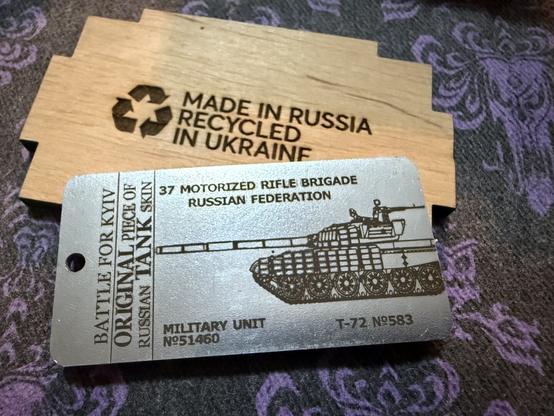 MADE IN RUSSIA
RECYCLED
IN UKRAINE
BATTLE FOR KYIV
ORIGINAL PIECE OF
RUSSIAN TANK SKIN
37 MOTORIZED RIFLE BRIGADE
RUSSIAN FEDERATION
MILITARY UNIT
№51460
T-72 №583